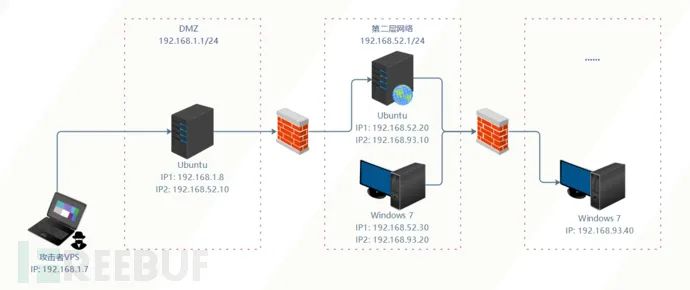 DMZ
192.168.1.1/24
第二层网络
192.168.52.1/24
......
Ubuntu
IP1: 192.168.1.8
IP2: 192.168.52.10
Ubuntu
IP1: 192.168.52.20
IP2: 192.168.93.10
Windows 7
IP1: 192.168.52.30
IP2: 192.168.93.20
Windows 7
IP: 192.168.93.40
攻击者VPS
IP: 192.168.1.7
REEBUF